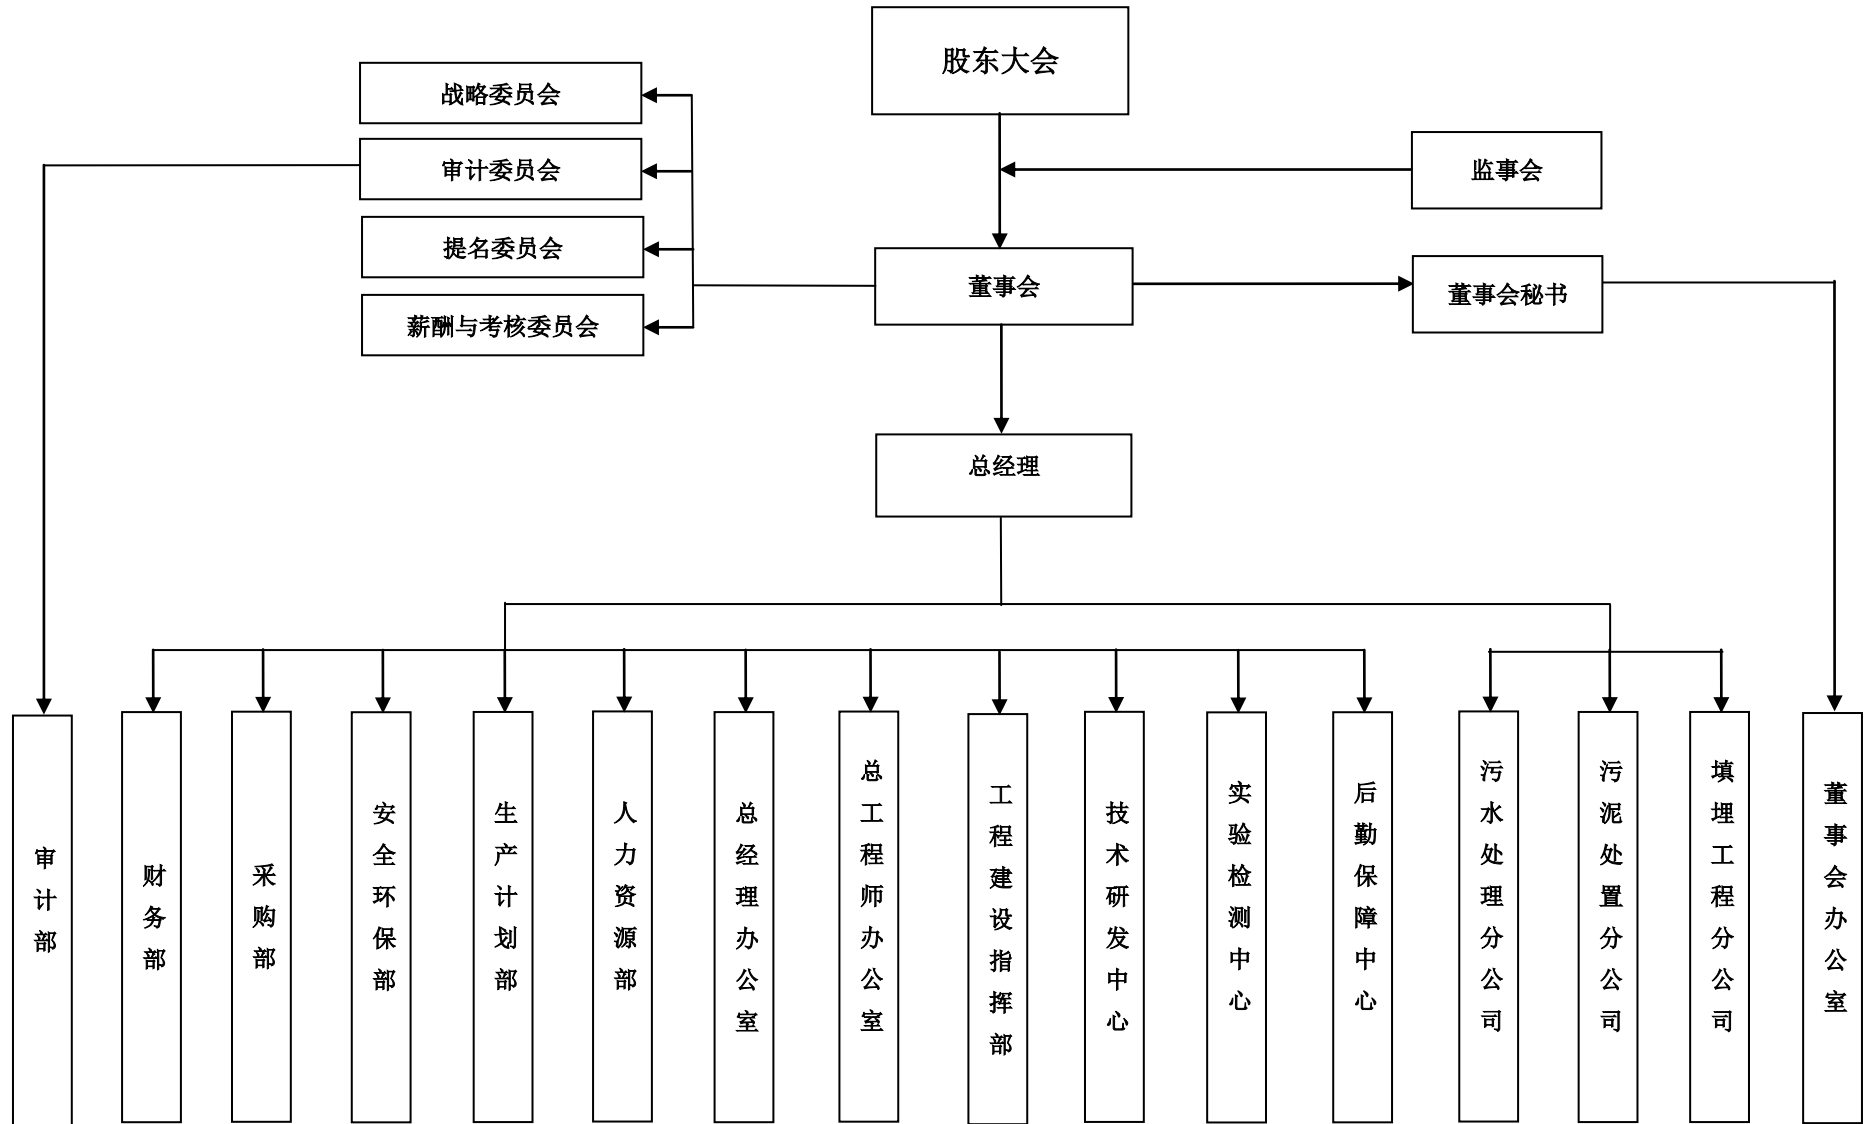 股东大会
战略委员会
审计委员会
监事会
提名委员会
董事会
董事会秘书
薪酬与考核委员会
总经理
审计部
财务部
采购部
安全环保部
生产计划部
人力资源部
总经理办公室
总工程师办公室
工程建设指挥部
技术研发中心
实验检测中心
后勤保障中心
污水处理分公司
污泥处置分公司
填埋工程分公司
董事会办公室